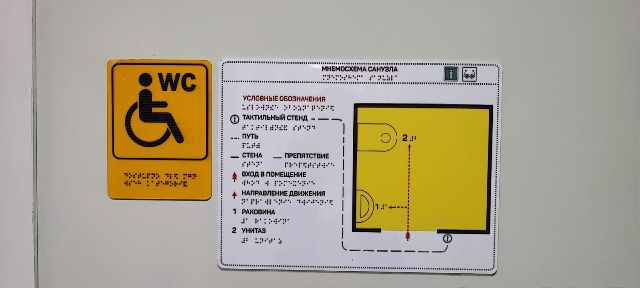 WC
МНЕМОСХЕМА САНУЗЛА
i
УСЛОВНЫЕ ОБОЗНАЧЕНИЯ
ТАКТИЛЬНЫЙ СТЕНД
ПУТЬ
СТЕНА ПРЕПЯТСТВИЕ
ВХОД В ПОМЕЩЕНИЕ
НАПРАВЛЕНИЕ ДВИЖЕНИЯ
1 РАКОВИНА
2 УНИТАЗ
2
1